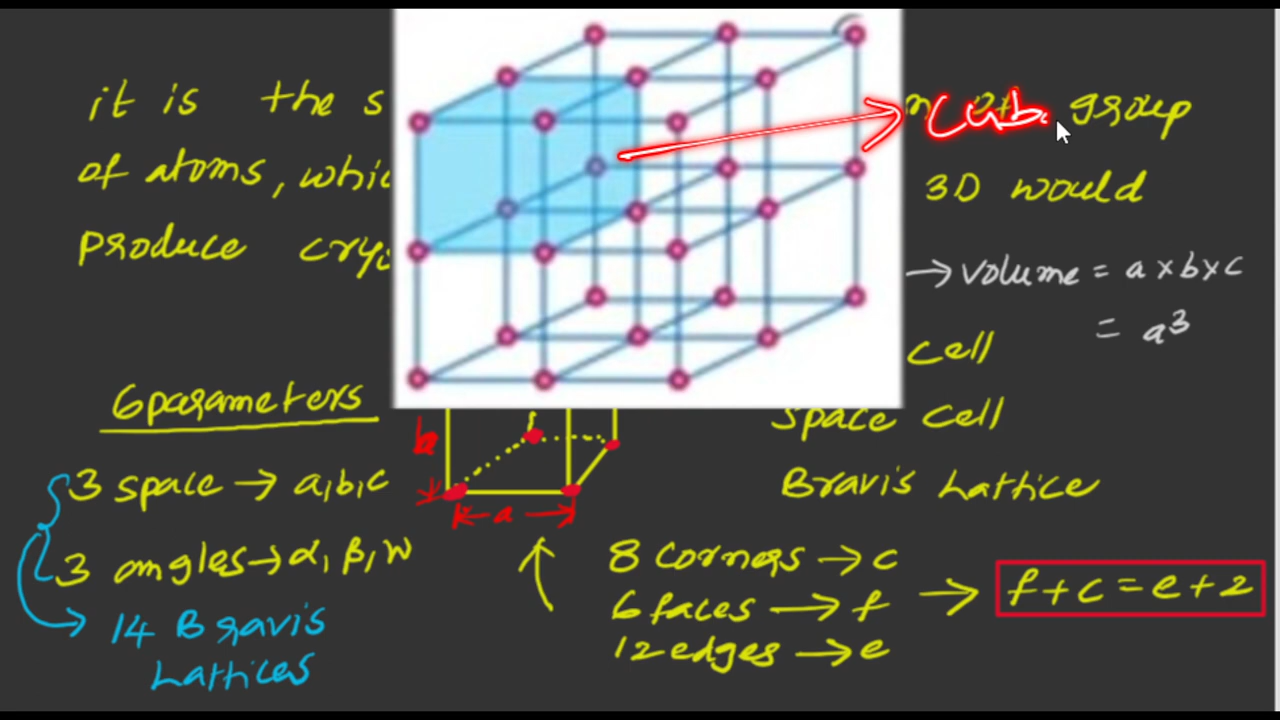 it is the s group
cub
of atoms, whic 3D would
produce cry
→ volume = a x b x c
= a³
cell
6 parameters
space cell
b
3 space → a, b, c
Bravis Lattice
a
3 angles → α, β, γ
8 corners → c
6 faces → f
12 edges → e
→ f + c = e + 2
14 Bravis
Lattices